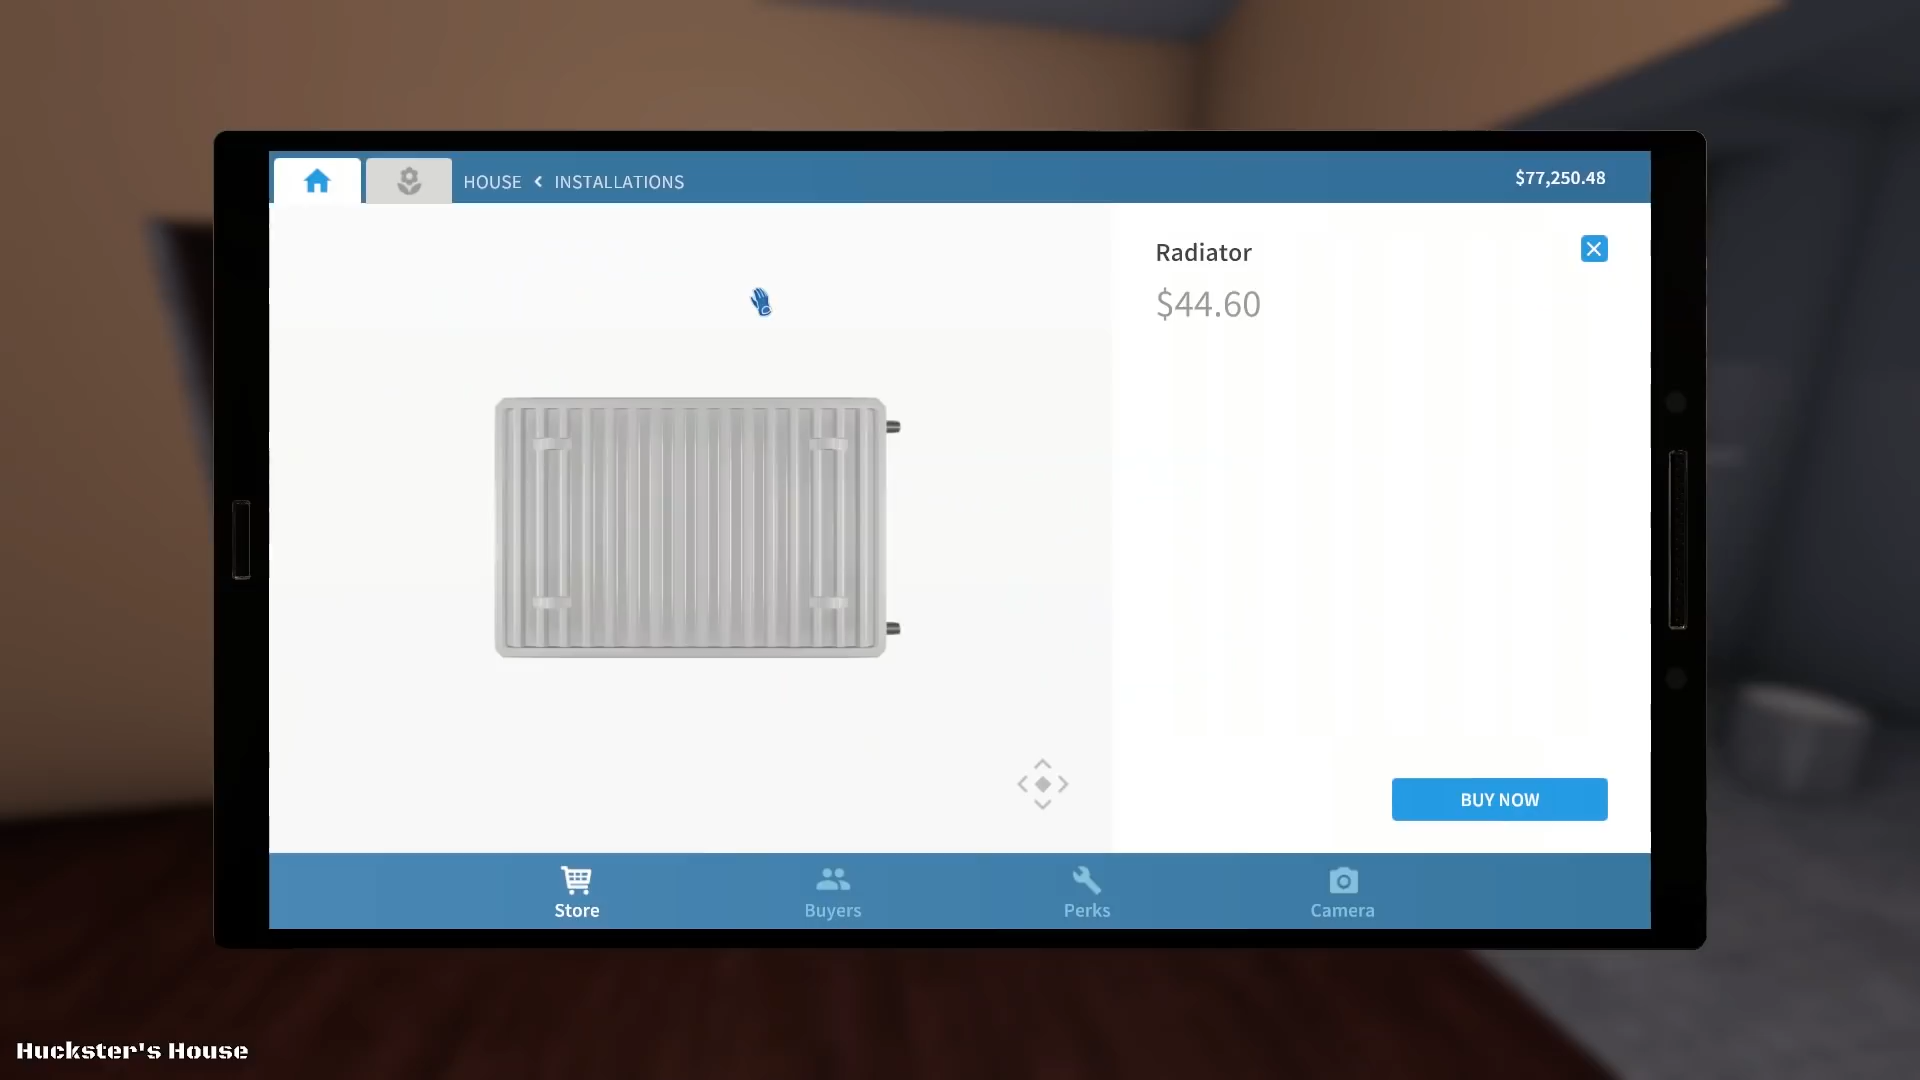 HOUSE < INSTALLATIONS
$77,250.48
Radiator
$44.60
BUY NOW
Store
Buyers
Perks
Camera
Huckster's House